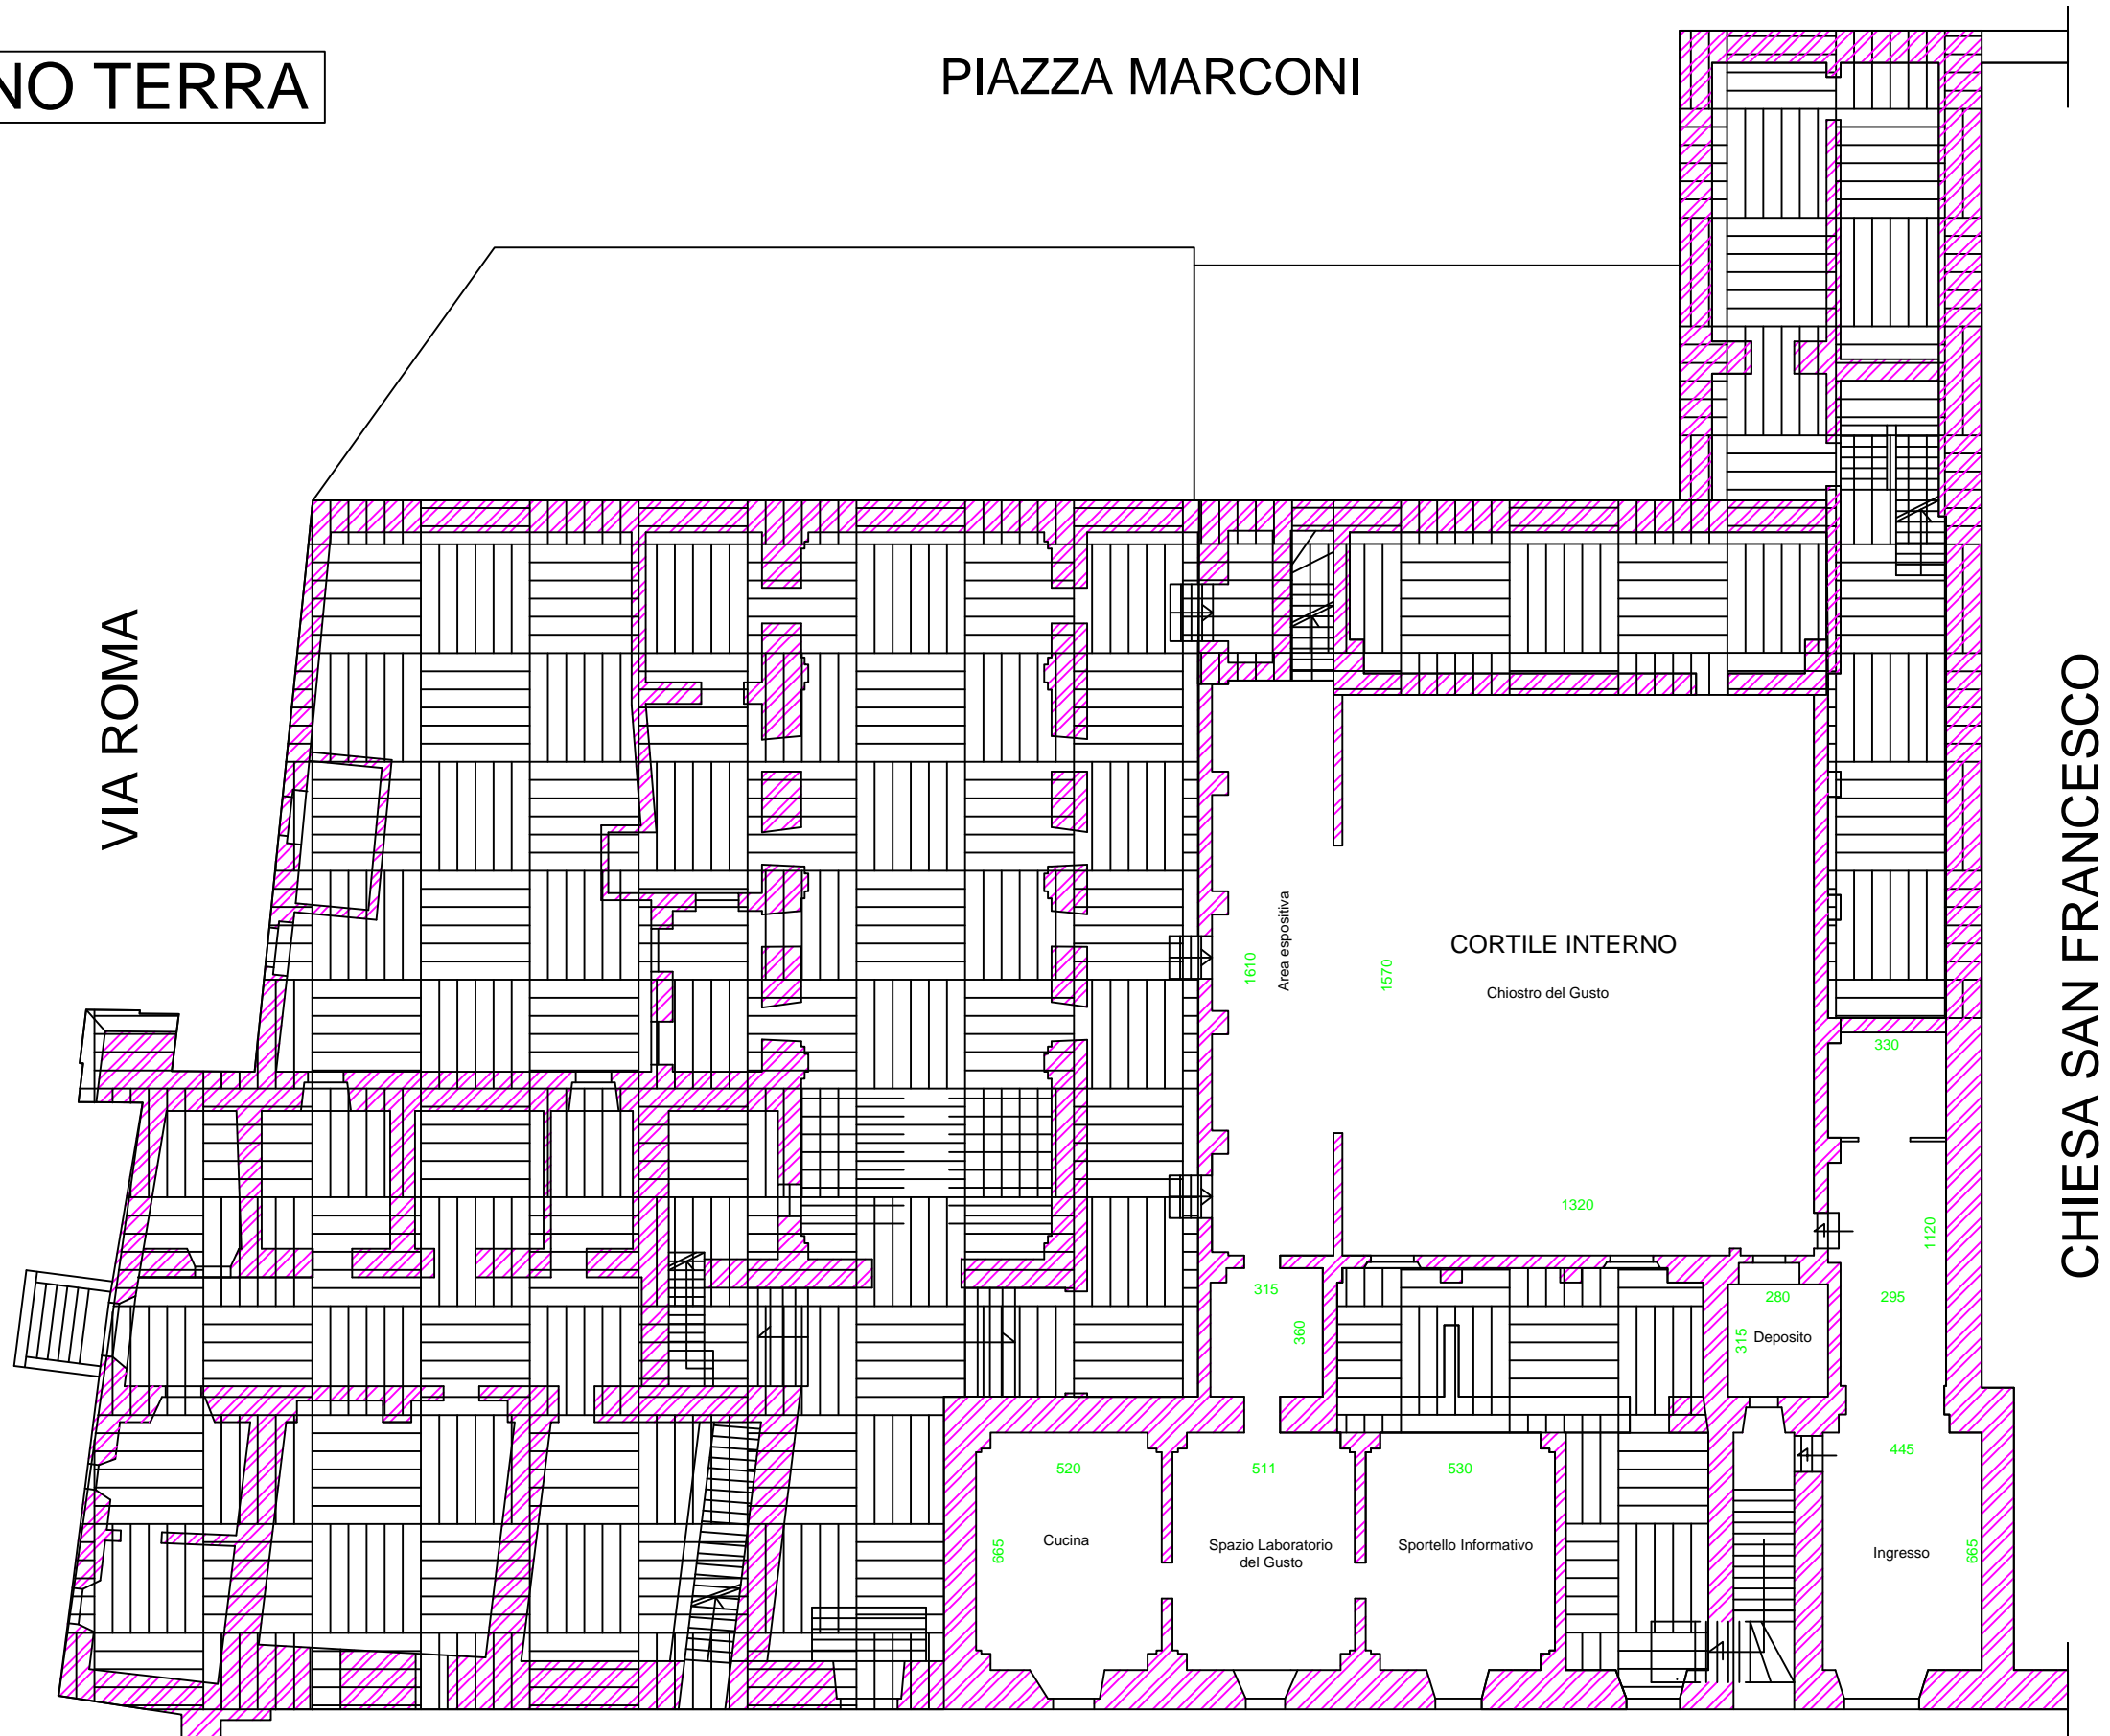 NO TERRA
PIAZZA MARCONI
VIA ROMA
CHIESA SAN FRANCESCO
CORTILE INTERNO
Chiostro del Gusto
Area espositiva
1610
1570
330
1320
1120
315
360
280
295
315
Deposito
445
520
511
530
665
Cucina
Spazio Laboratorio
del Gusto
Sportello Informativo
Ingresso
665